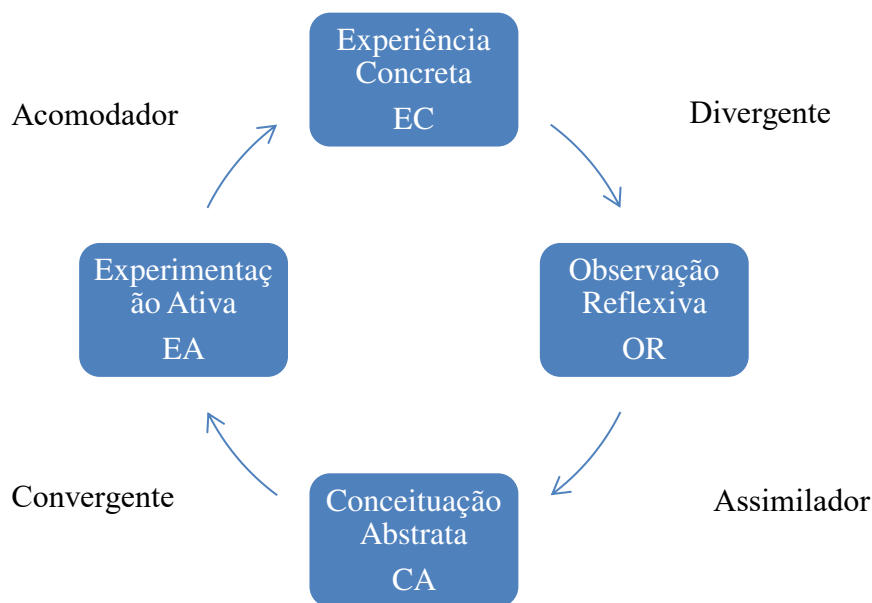 Experiência
Concreta
EC
Acomodador
Divergente
Experimentaç
ão Ativa
EA
Observação
Reflexiva
OR
Convergente
Conceituação
Abstrata
CA
Assimilador